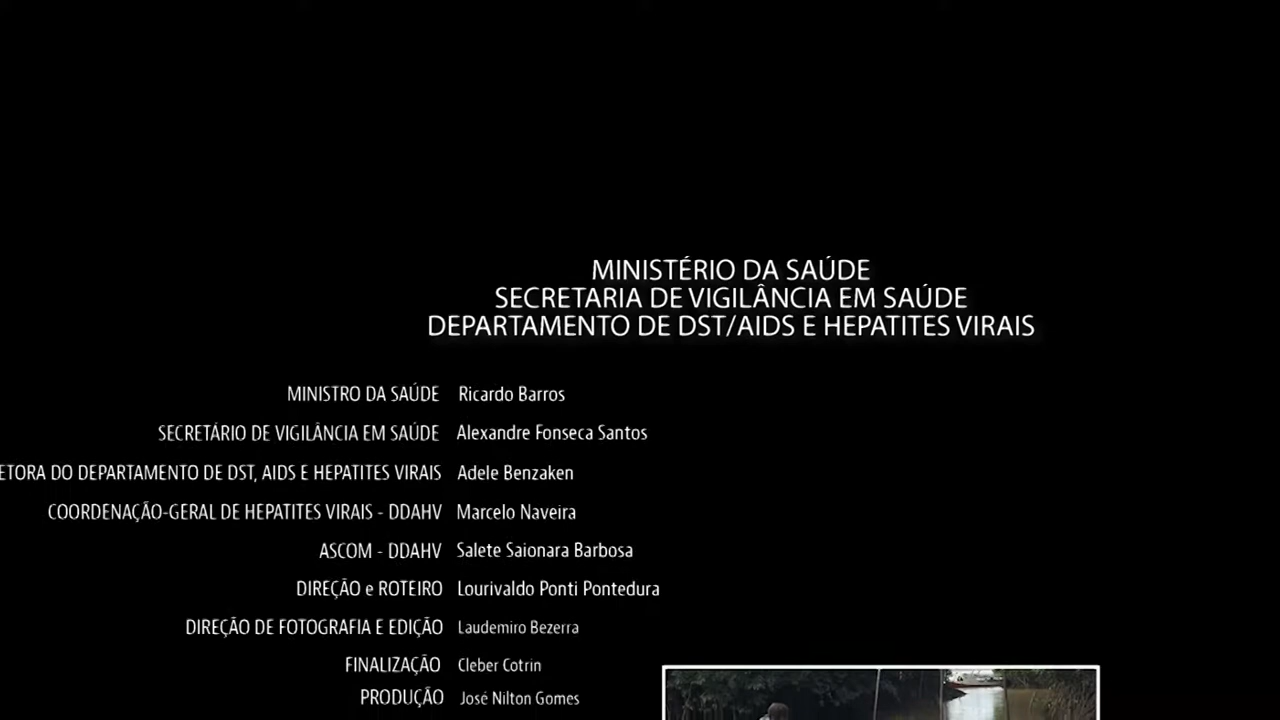 MINISTÉRIO DA SAÚDE
SECRETARIA DE VIGILÂNCIA EM SAÚDE
DEPARTAMENTO DE DST/AIDS E HEPATITES VIRAIS
MINISTRO DA SAÚDE Ricardo Barros
SECRETÁRIO DE VIGILÂNCIA EM SAÚDE Alexandre Fonseca Santos
ETORA DO DEPARTAMENTO DE DST, AIDS E HEPATITES VIRAIS Adele Benzaken
COORDENAÇÃO-GERAL DE HEPATITES VIRAIS - DDAHV Marcelo Naveira
ASCOM - DDAHV Salete Saionara Barbosa
DIREÇÃO e ROTEIRO Lourivaldo Ponti Pontedura
DIREÇÃO DE FOTOGRAFIA E EDIÇÃO Laudemiro Bezerra
FINALIZAÇÃO Cleber Cotrin
PRODUÇÃO José Nilton Gomes